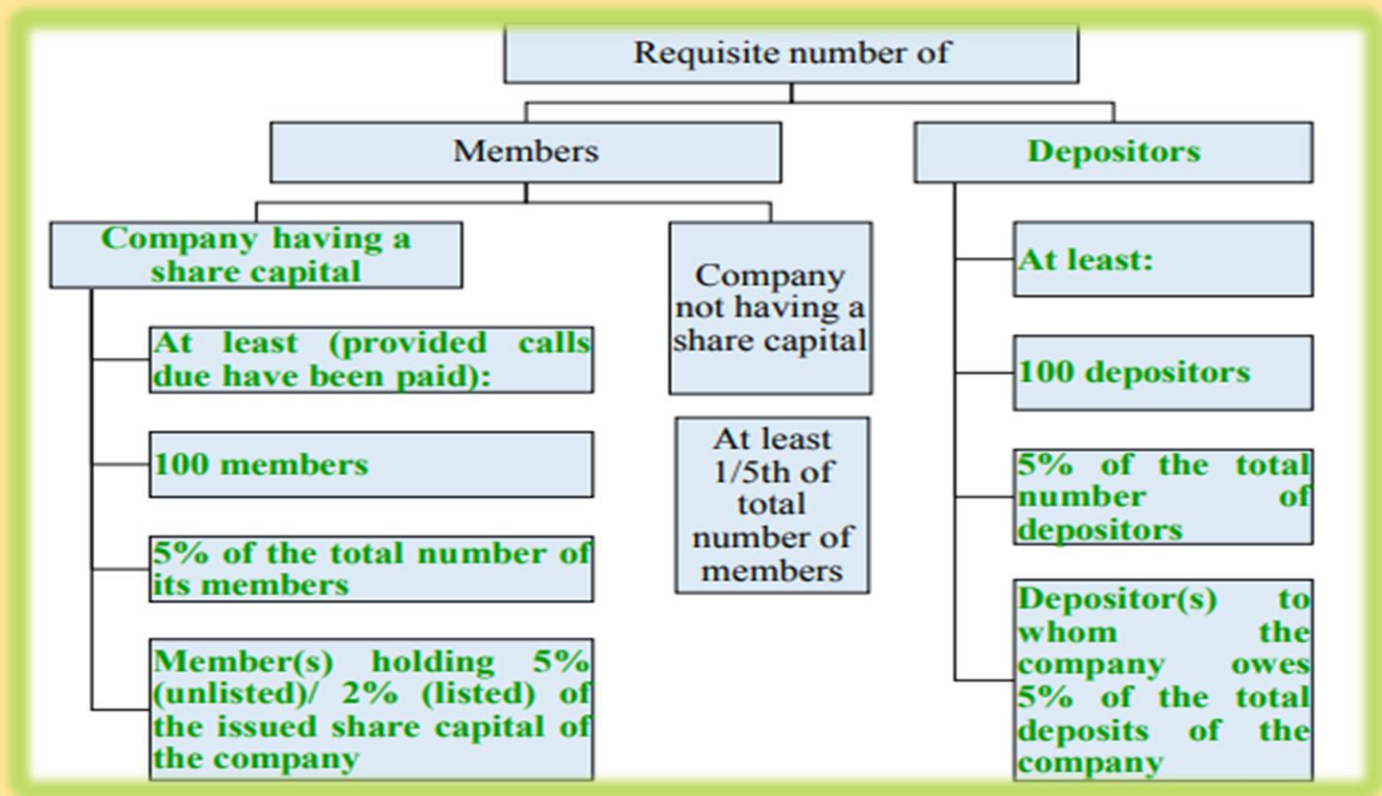 Requisite number of
Members
Depositors
Company having a
share capital
At least (provided calls
due have been paid):
100 members
5% of the total number of
its members
Member(s) holding 5%
(unlisted)/ 2% (listed) of
the issued share capital of
the company
Company
not having a
share capital
At least
1/5th of
total
number of
members
At least:
100 depositors
5% of the total
number of
depositors
Depositor(s) to
whom the
company owes
5% of the total
deposits of the
company